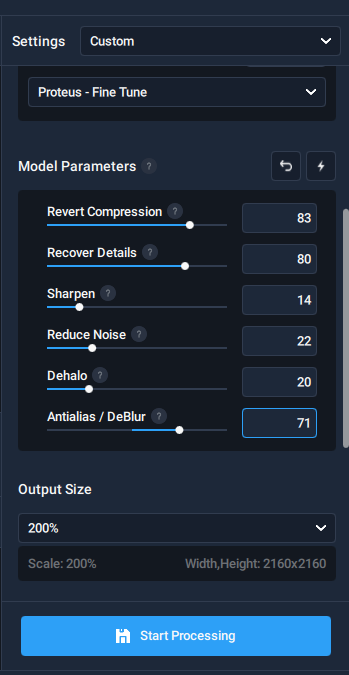 Settings Custom
Proteus - Fine Tune
Model Parameters ?
Revert Compression ? 83
Recover Details ? 80
Sharpen ? 14
Reduce Noise ? 22
Dehalo ? 20
Antialias / DeBlur ? 71
Output Size
200%
Scale: 200% Width,Height: 2160x2160
Start Processing